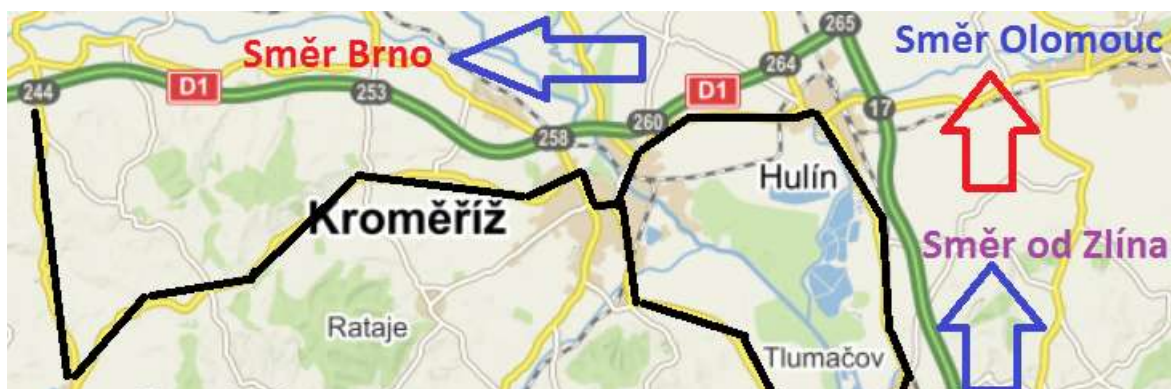 265
Směr Olomouc
Směr Brno
264
244
D1
253
D1
17
260
258
Hulín
Kroměříž
Směr od Zlína
Rataje
Tlumačov